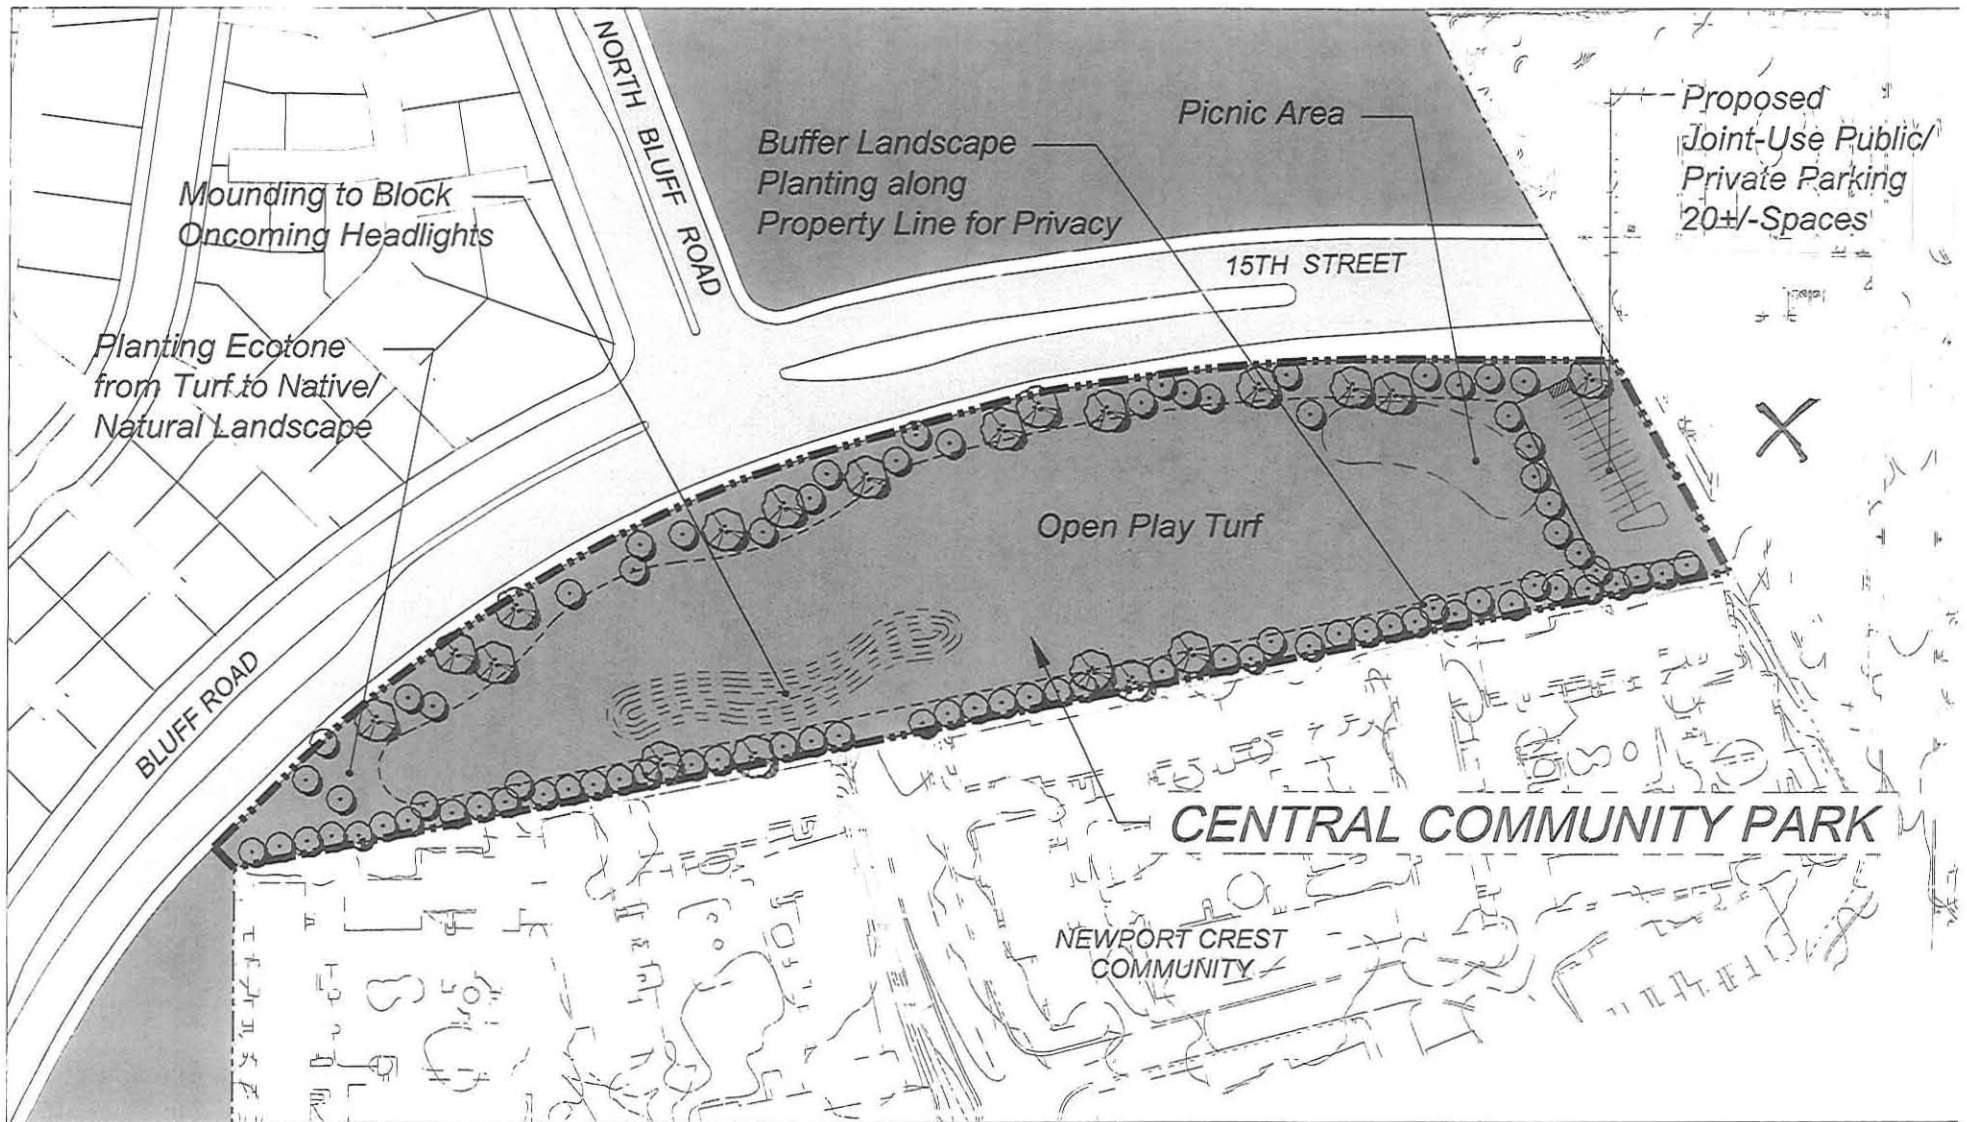 NORTH BLUFF ROAD
Picnic Area
Proposed
Joint-Use Public/
Private Parking
20±/-Spaces
Buffer Landscape
Planting along
Property Line for Privacy
Mounding to Block
Oncoming Headlights
15TH STREET
Planting Ecotone
from Turf to Native/
Natural Landscape
Open Play Turf
BLUFF ROAD
CENTRAL COMMUNITY PARK
NEWPORT CREST
COMMUNITY